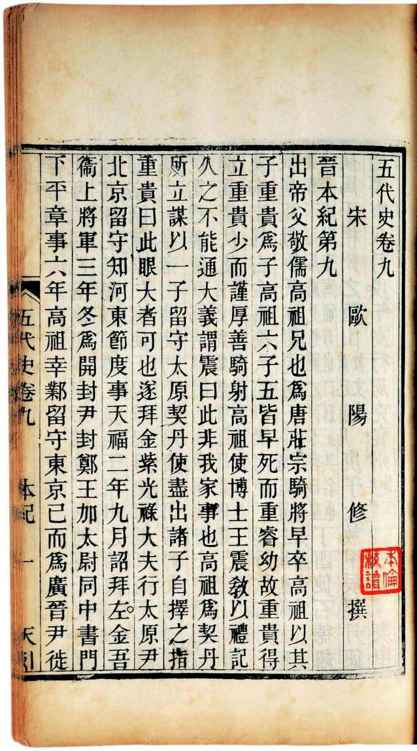 五代史卷九
宋歐陽修撰
晉本紀第九
出帝父敬儒高祖兄也爲唐莊宗騎將早卒高祖以其
子重貴爲子高祖六子五皆早死而重睿幼故重貴得
立重貴少而謹厚善騎射高祖使博士王震敎以禮記
久之不能通大義謂震曰此非我家事也高祖爲契丹
所立謀以一子留守太原契丹使盡出諸子自擇之指
重貴曰此眼大者可也遂拜金紫光祿大夫行太原尹
北京留守知河東節度事天福二年九月詔拜左金吾
衞上將軍三年冬爲開封尹封鄭王加太尉同中書門
下平章事六年高祖幸鄴留守東京已而爲廣晉尹徙
五代史卷九 本紀 一